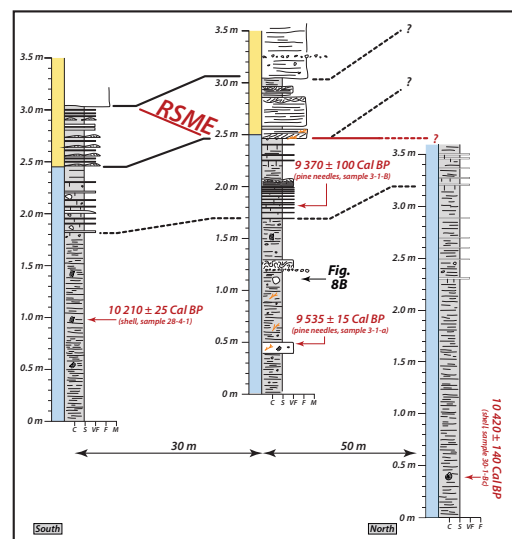 3.5 m
3.0 m
2.5 m
2.0 m
1.5 m
1.0 m
0.5 m
0 m
C S VF F M
10 210 ± 25 Cal BP
(shell, sample 28-4-1)
South
RSME
3.5 m
3.0 m
2.5 m
2.0 m
1.5 m
1.0 m
0.5 m
0 m
C S VF F M
9 370 ± 100 Cal BP
(pine needles, sample 3-1-B)
Fig.
8B
9 535 ± 15 Cal BP
(pine needles, sample 3-1-a)
?
?
?
3.5 m
3.0 m
2.5 m
2.0 m
1.5 m
1.0 m
0.5 m
0 m
C S VF F
10 420 ± 140 Cal BP
(shell, sample 30-1-Bc)
30 m
50 m
North